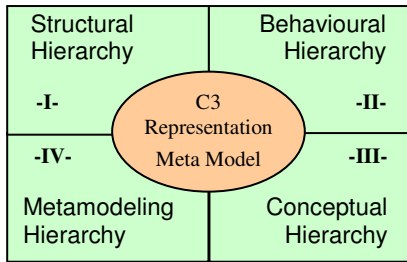 Structural
Hierarchy
-I-
Behavioural
Hierarchy
-II-
C3
Representation
Meta Model
-IV-
Metamodeling
Hierarchy
-III-
Conceptual
Hierarchy